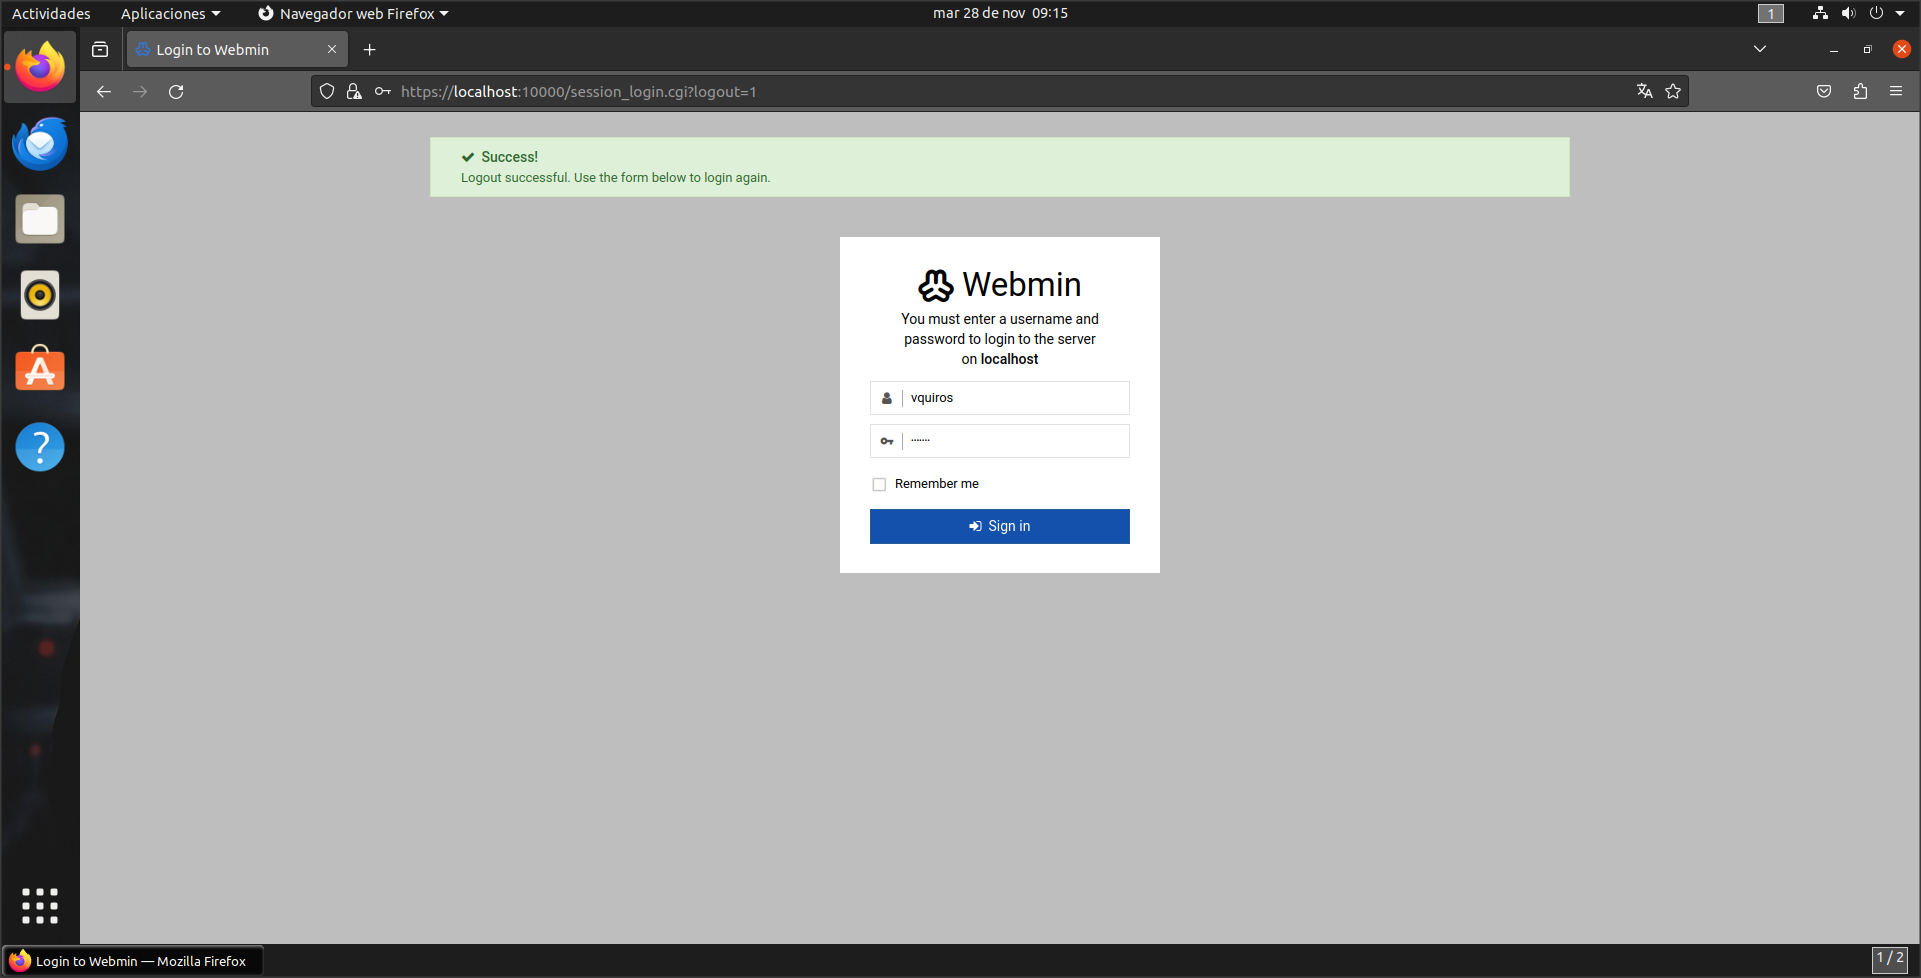 Actividades Aplicaciones Navegador web Firefox mar 28 de nov 09:15 1
Login to Webmin
https://localhost:10000/session_login.cgi?logout=1
Success!
Logout successful. Use the form below to login again.
Webmin
You must enter a username and
password to login to the server
on localhost
vquiros
Remember me
Sign in
Login to Webmin — Mozilla Firefox 1 / 2